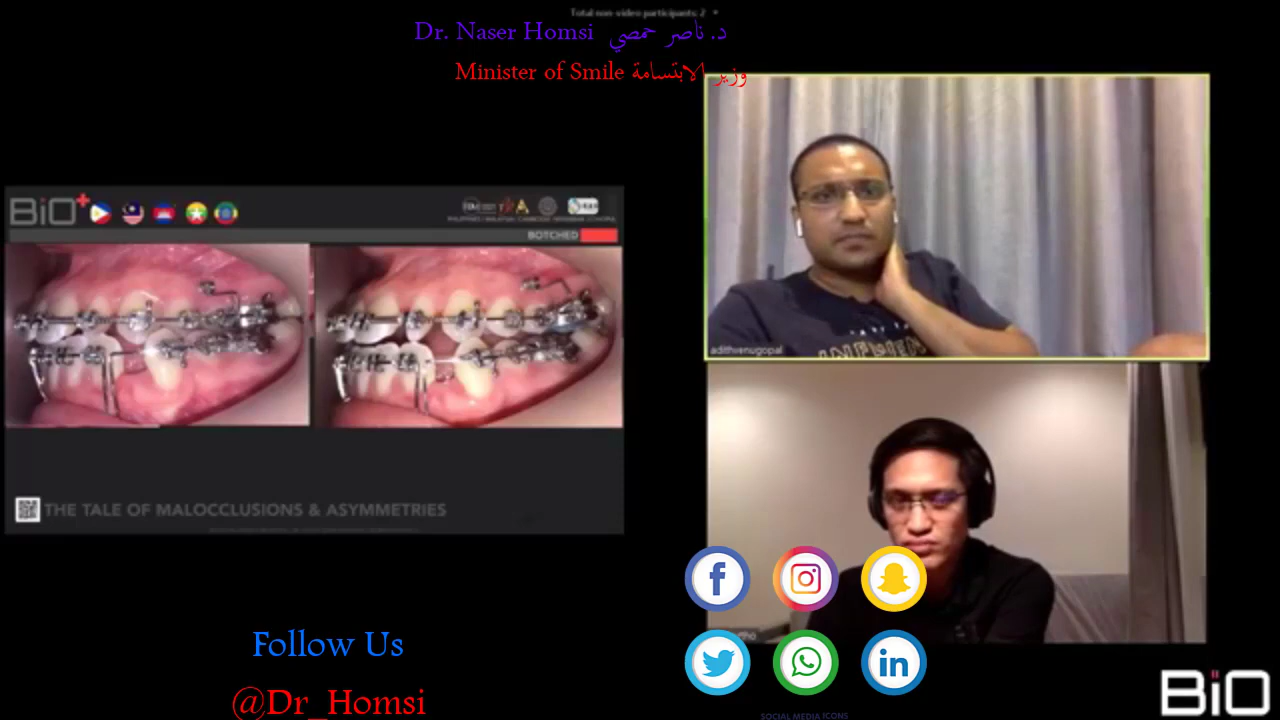 Total non-video participants: 2
Dr. Naser Homsi د. ناصر حمصي
Minister of Smile وزير الابتسامة
BiO+
BOTCHED
THE TALE OF MALOCCLUSIONS & ASYMMETRIES
adithvenugopal
Follow Us
@Dr_Homsi
SOCIAL MEDIA ICONS
BiO